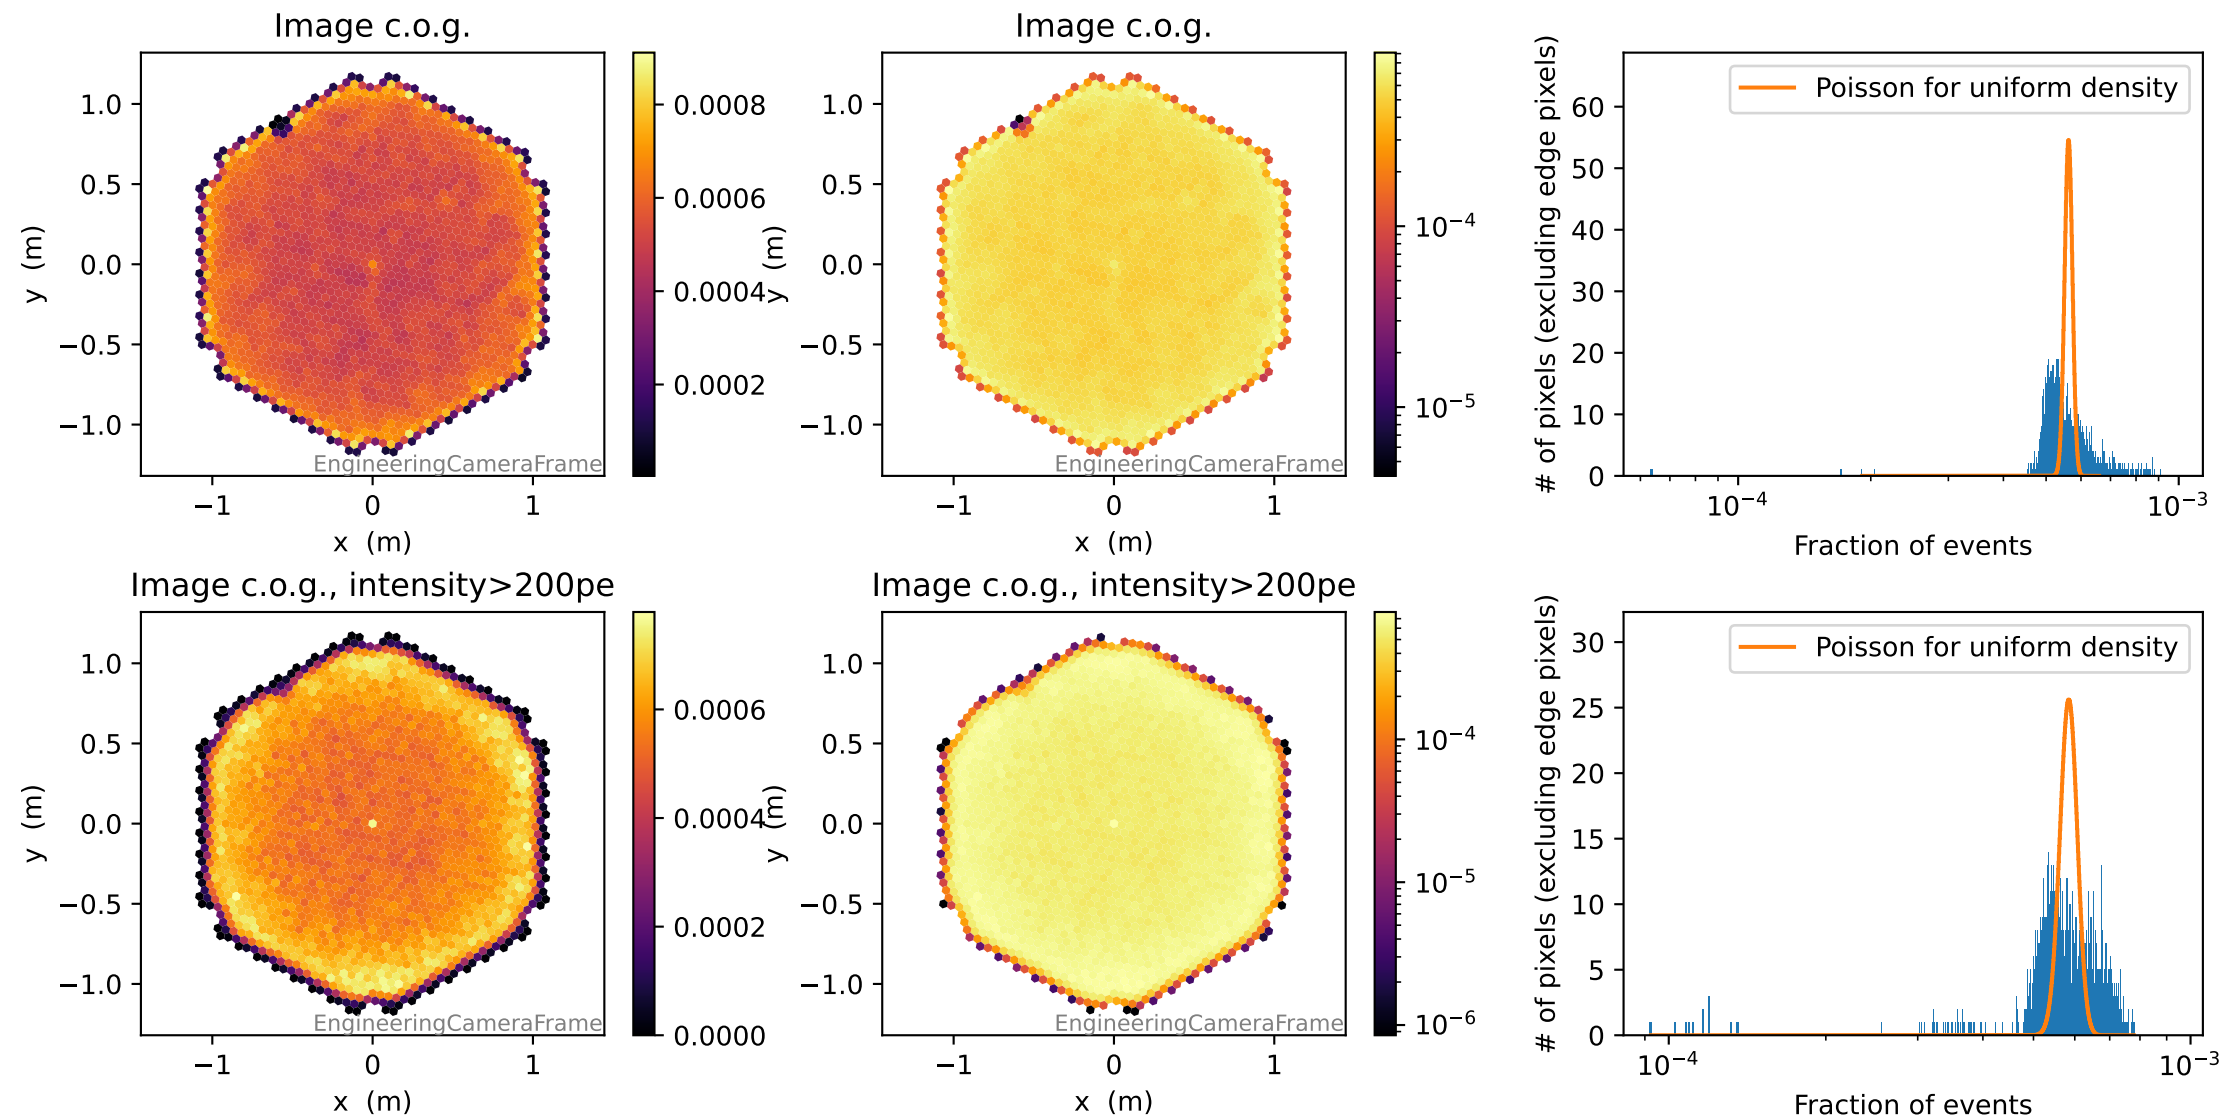 Image c.o.g.
y (m)
1.0
0.5
0.0
−0.5
−1.0
EngineeringCameraFrame
−1 0 1
x (m)
0.0008
0.0006
0.0004
0.0002
Image c.o.g.
y (m)
1.0
0.5
0.0
−0.5
−1.0
EngineeringCameraFrame
−1 0 1
x (m)
10⁻⁴
10⁻⁵
# of pixels (excluding edge pixels)
Poisson for uniform density
60
50
40
30
20
10
0
10⁻⁴ 10⁻³
Fraction of events
Image c.o.g., intensity>200pe
y (m)
1.0
0.5
0.0
−0.5
−1.0
EngineeringCameraFrame
−1 0 1
x (m)
0.0006
0.0004
0.0002
0.0000
Image c.o.g., intensity>200pe
y (m)
1.0
0.5
0.0
−0.5
−1.0
EngineeringCameraFrame
−1 0 1
x (m)
10⁻⁴
10⁻⁵
10⁻⁶
# of pixels (excluding edge pixels)
Poisson for uniform density
30
25
20
15
10
5
0
10⁻⁴ 10⁻³
Fraction of events